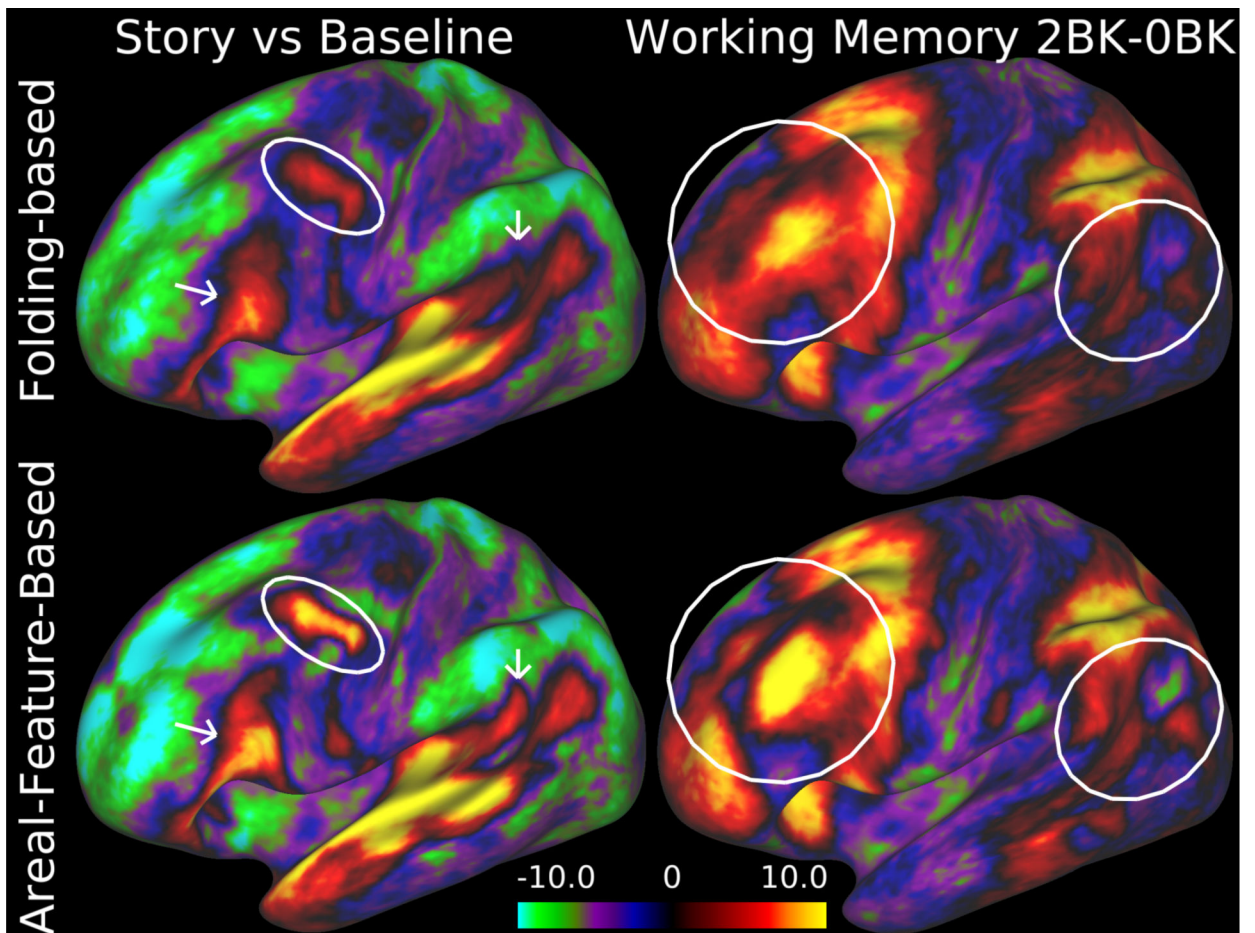 Story vs Baseline
Working Memory 2BK-0BK
Folding-based
Areal-Feature-Based
-10.0 0 10.0